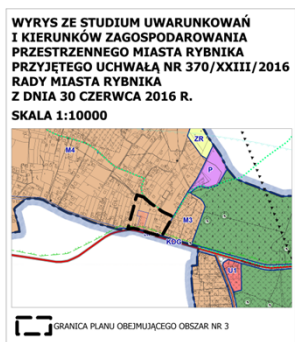 WYRYS ZE STUDIUM UWARUNKOWAŃ
I KIERUNKÓW ZAGOSPODAROWANIA
PRZESTRZENNEGO MIASTA RYBNIKA
PRZYJĘTEGO UCHWAŁĄ NR 370/XXIII/2016
RADY MIASTA RYBNIKA
Z DNIA 30 CZERWCA 2016 R.
SKALA 1:10000
ZR
M4
P
M3
KDG
U1
GRANICA PLANU OBEJMUJĄCEGO OBSZAR NR 3